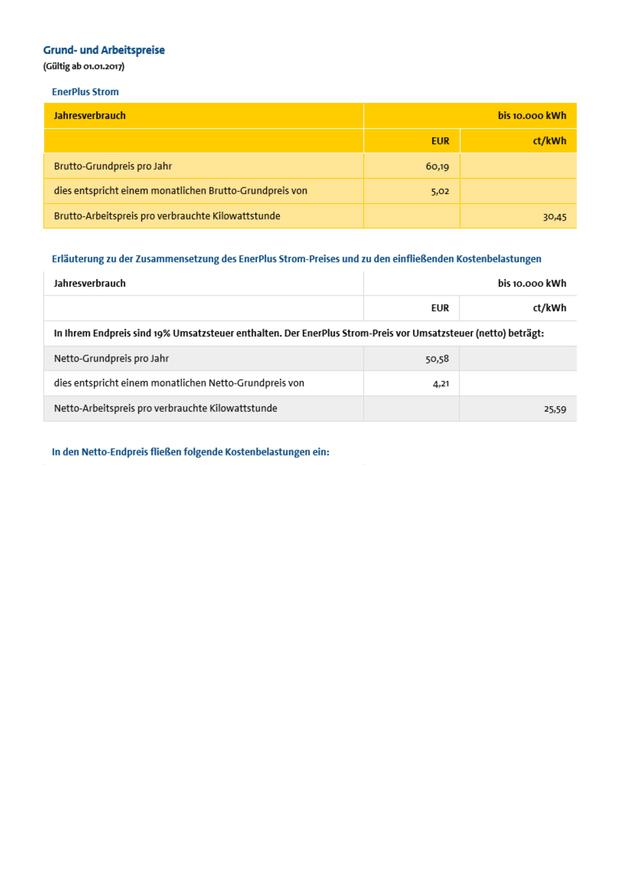 Grund- und Arbeitspreise
(Gültig ab 01.01.2017)
EnerPlus Strom
Jahresverbrauch bis 10.000 kWh
EUR ct/kWh
Brutto-Grundpreis pro Jahr 60,19
dies entspricht einem monatlichen Brutto-Grundpreis von 5,02
Brutto-Arbeitspreis pro verbrauchte Kilowattstunde 30,45
Erläuterung zu der Zusammensetzung des EnerPlus Strom-Preises und zu den einfließenden Kostenbelastungen
Jahresverbrauch bis 10.000 kWh
EUR ct/kWh
In Ihrem Endpreis sind 19% Umsatzsteuer enthalten. Der EnerPlus Strom-Preis vor Umsatzsteuer (netto) beträgt:
Netto-Grundpreis pro Jahr 50,58
dies entspricht einem monatlichen Netto-Grundpreis von 4,21
Netto-Arbeitspreis pro verbrauchte Kilowattstunde 25,59
In den Netto-Endpreis fließen folgende Kostenbelastungen ein: